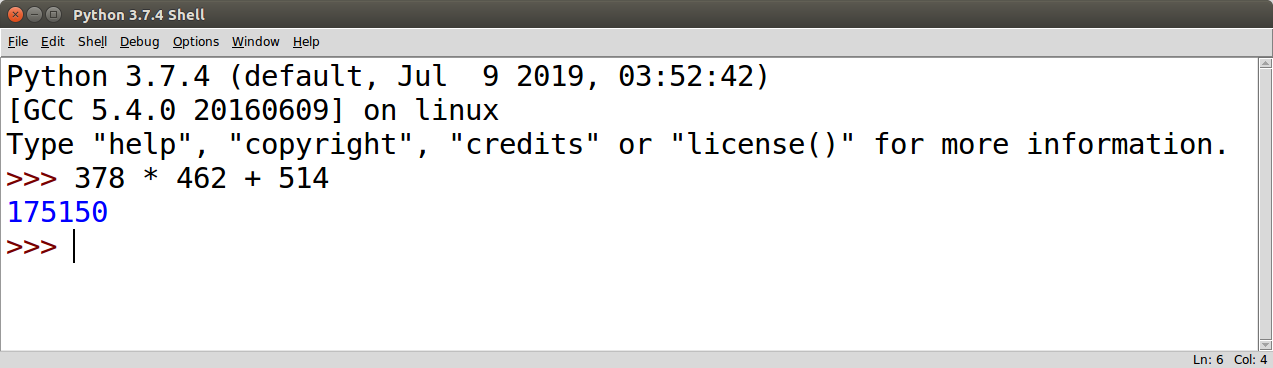 Python 3.7.4 Shell
File Edit Shell Debug Options Window Help
Python 3.7.4 (default, Jul  9 2019, 03:52:42)
[GCC 5.4.0 20160609] on linux
Type "help", "copyright", "credits" or "license()" for more information.
>>> 378 * 462 + 514
175150
>>>
Ln: 6 Col: 4